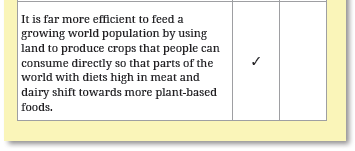 It is far more efficient to feed a
growing world population by using
land to produce crops that people can
consume directly so that parts of the
world with diets high in meat and
dairy shift towards more plant-based
foods.
✓